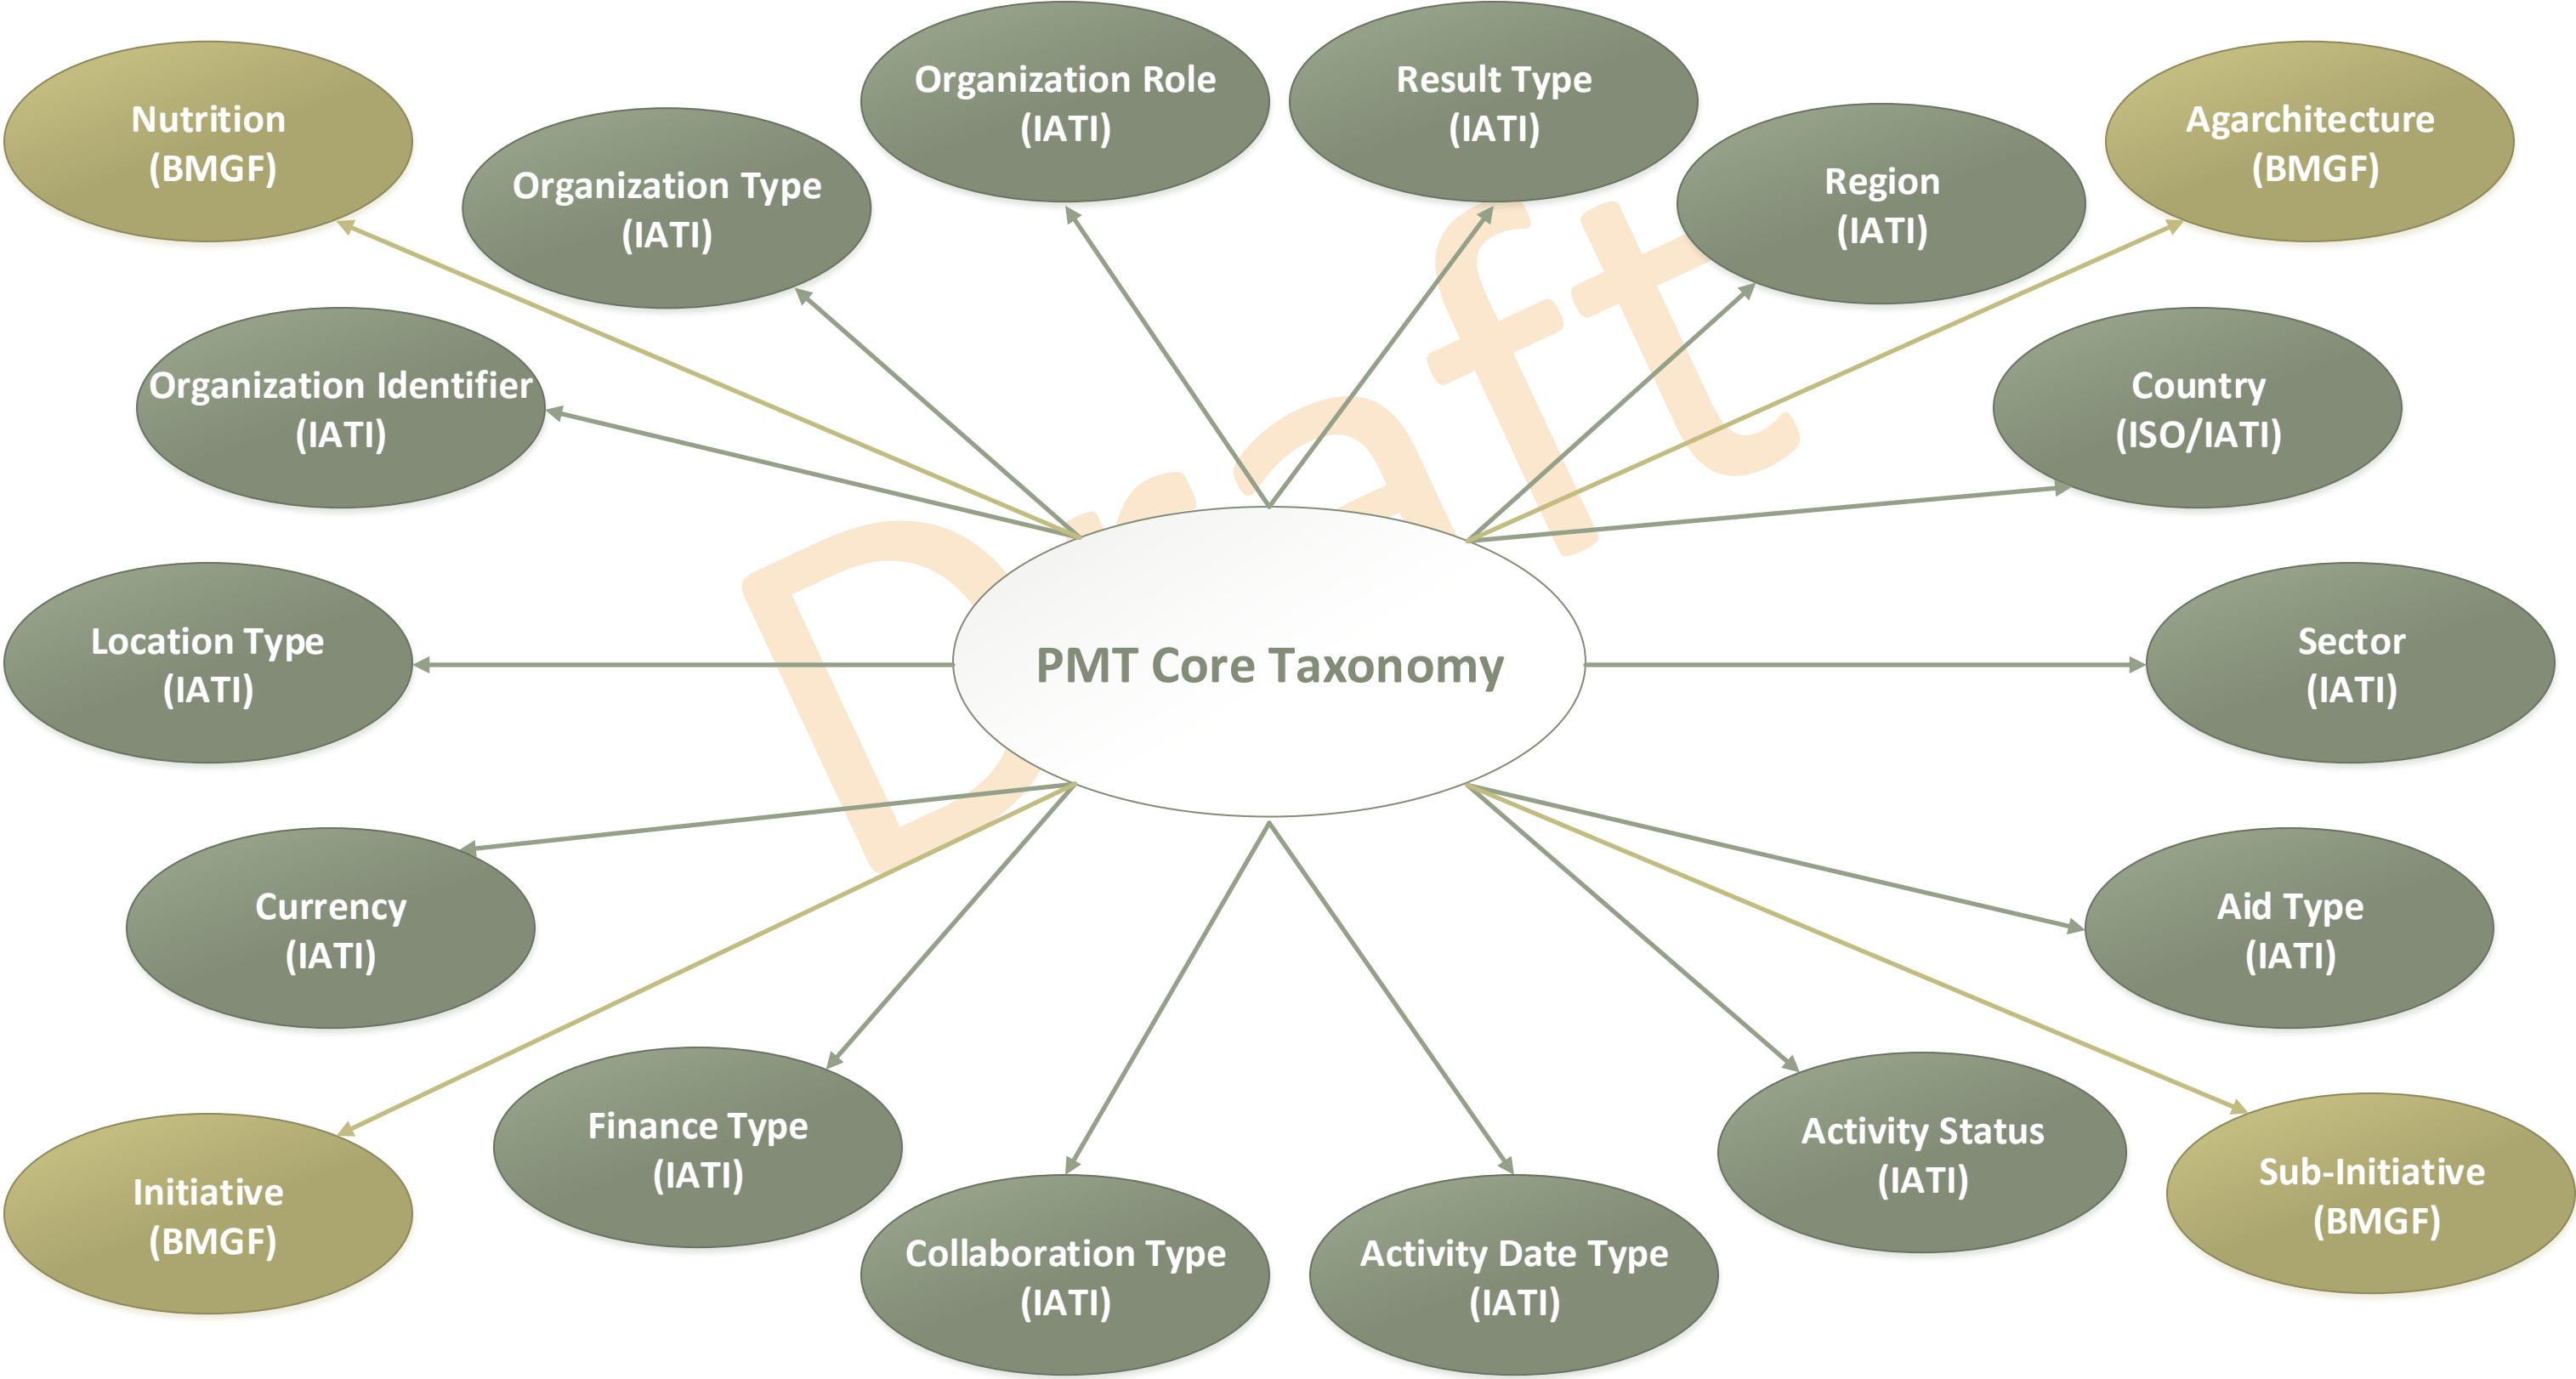 Organization Role
(IATI)
Result Type
(IATI)
Nutrition
(BMGF)
Agarchitecture
(BMGF)
Organization Type
(IATI)
Region
(IATI)
Organization Identifier
(IATI)
Country
(ISO/IATI)
Draft
Location Type
(IATI)
PMT Core Taxonomy
Sector
(IATI)
Currency
(IATI)
Aid Type
(IATI)
Finance Type
(IATI)
Activity Status
(IATI)
Initiative
(BMGF)
Sub-Initiative
(BMGF)
Collaboration Type
(IATI)
Activity Date Type
(IATI)